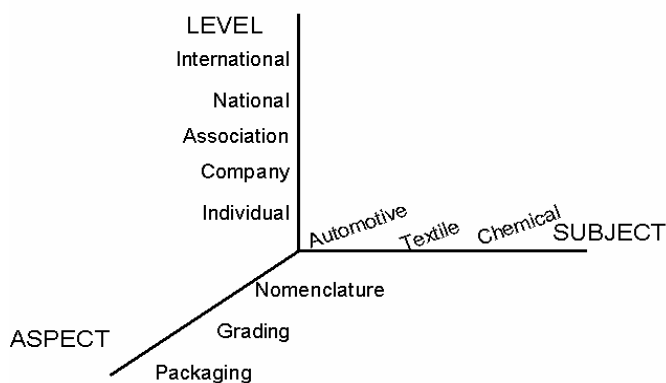 LEVEL
International
National
Association
Company
Individual
Automotive
Textile
Chemical
SUBJECT
Nomenclature
Grading
ASPECT
Packaging